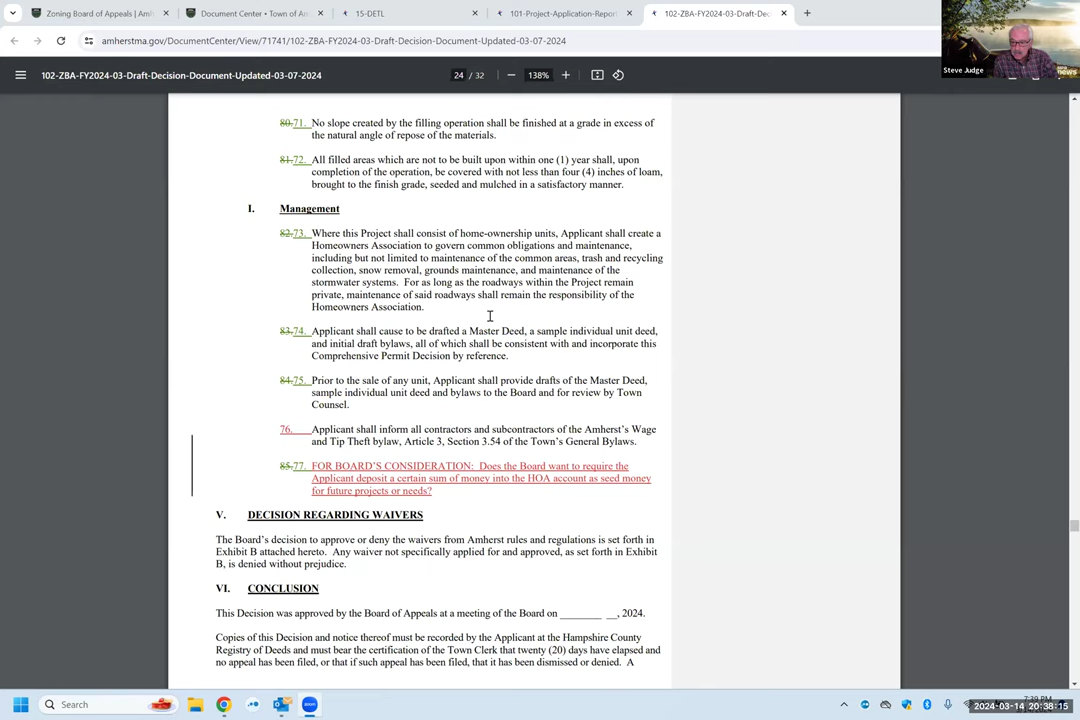 Zoning Board of Appeals | Amh
Document Center • Town of Am
15-DETL
101-Project-Application-Report
102-ZBA-FY2024-03-Draft-Dec
amherstma.gov/DocumentCenter/View/71741/102-ZBA-FY2024-03-Draft-Decision-Document-Updated-03-07-2024
Steve Judge
102-ZBA-FY2024-03-Draft-Decision-Document-Updated-03-07-2024
24 / 32
138%
80.71. No slope created by the filling operation shall be finished at a grade in excess of
the natural angle of repose of the materials.
81.72. All filled areas which are not to be built upon within one (1) year shall, upon
completion of the operation, be covered with not less than four (4) inches of loam,
brought to the finish grade, seeded and mulched in a satisfactory manner.
I. Management
82.73. Where this Project shall consist of home-ownership units, Applicant shall create a
Homeowners Association to govern common obligations and maintenance,
including but not limited to maintenance of the common areas, trash and recycling
collection, snow removal, grounds maintenance, and maintenance of the
stormwater systems. For as long as the roadways within the Project remain
private, maintenance of said roadways shall remain the responsibility of the
Homeowners Association.
83.74. Applicant shall cause to be drafted a Master Deed, a sample individual unit deed,
and initial draft bylaws, all of which shall be consistent with and incorporate this
Comprehensive Permit Decision by reference.
84.75. Prior to the sale of any unit, Applicant shall provide drafts of the Master Deed,
sample individual unit deed and bylaws to the Board and for review by Town
Counsel.
76. Applicant shall inform all contractors and subcontractors of the Amherst's Wage
and Tip Theft bylaw, Article 3, Section 3.54 of the Town's General Bylaws.
85.77. FOR BOARD'S CONSIDERATION: Does the Board want to require the
Applicant deposit a certain sum of money into the HOA account as seed money
for future projects or needs?
V. DECISION REGARDING WAIVERS
The Board's decision to approve or deny the waivers from Amherst rules and regulations is set forth in
Exhibit B attached hereto. Any waiver not specifically applied for and approved, as set forth in Exhibit
B, is denied without prejudice.
VI. CONCLUSION
This Decision was approved by the Board of Appeals at a meeting of the Board on ________ __, 2024.
Copies of this Decision and notice thereof must be recorded by the Applicant at the Hampshire County
Registry of Deeds and must bear the certification of the Town Clerk that twenty (20) days have elapsed and
no appeal has been filed, or that if such appeal has been filed, that it has been dismissed or denied. A
Search
zoom
2024-03-14 20:38:15